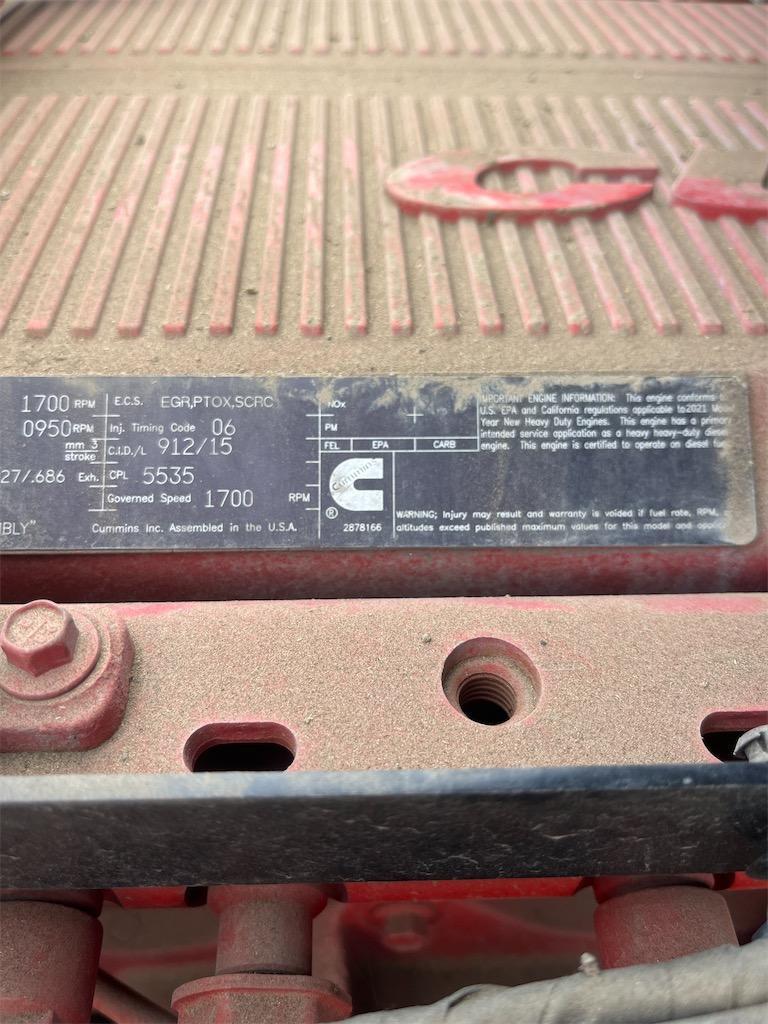 1700 RPM E.C.S. EGR,PTOX,SCRC
0950 RPM Inj. Timing Code 06
mm 3 stroke C.I.D./L 912/15
27/.686 Exh. CPL 5535
Governed Speed 1700 RPM
BLY" Cummins Inc. Assembled in the U.S.A.
NOx
PM
FEL EPA CARB
Cummins
®
2878166
IMPORTANT ENGINE INFORMATION: This engine conforms to
U.S. EPA and California regulations applicable to 2021 Model
Year New Heavy Duty Engines. This engine has a primary
intended service application as a heavy heavy-duty diesel
engine. This engine is certified to operate on diesel fuel
WARNING; Injury may result and warranty is voided if fuel rate, RPM,
altitudes exceed published maximum values for this model and